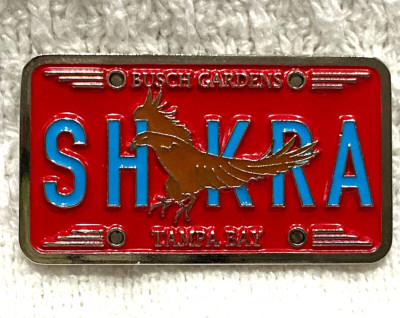 BUSCH GARDENS
SH KRA
TAMPA BAY